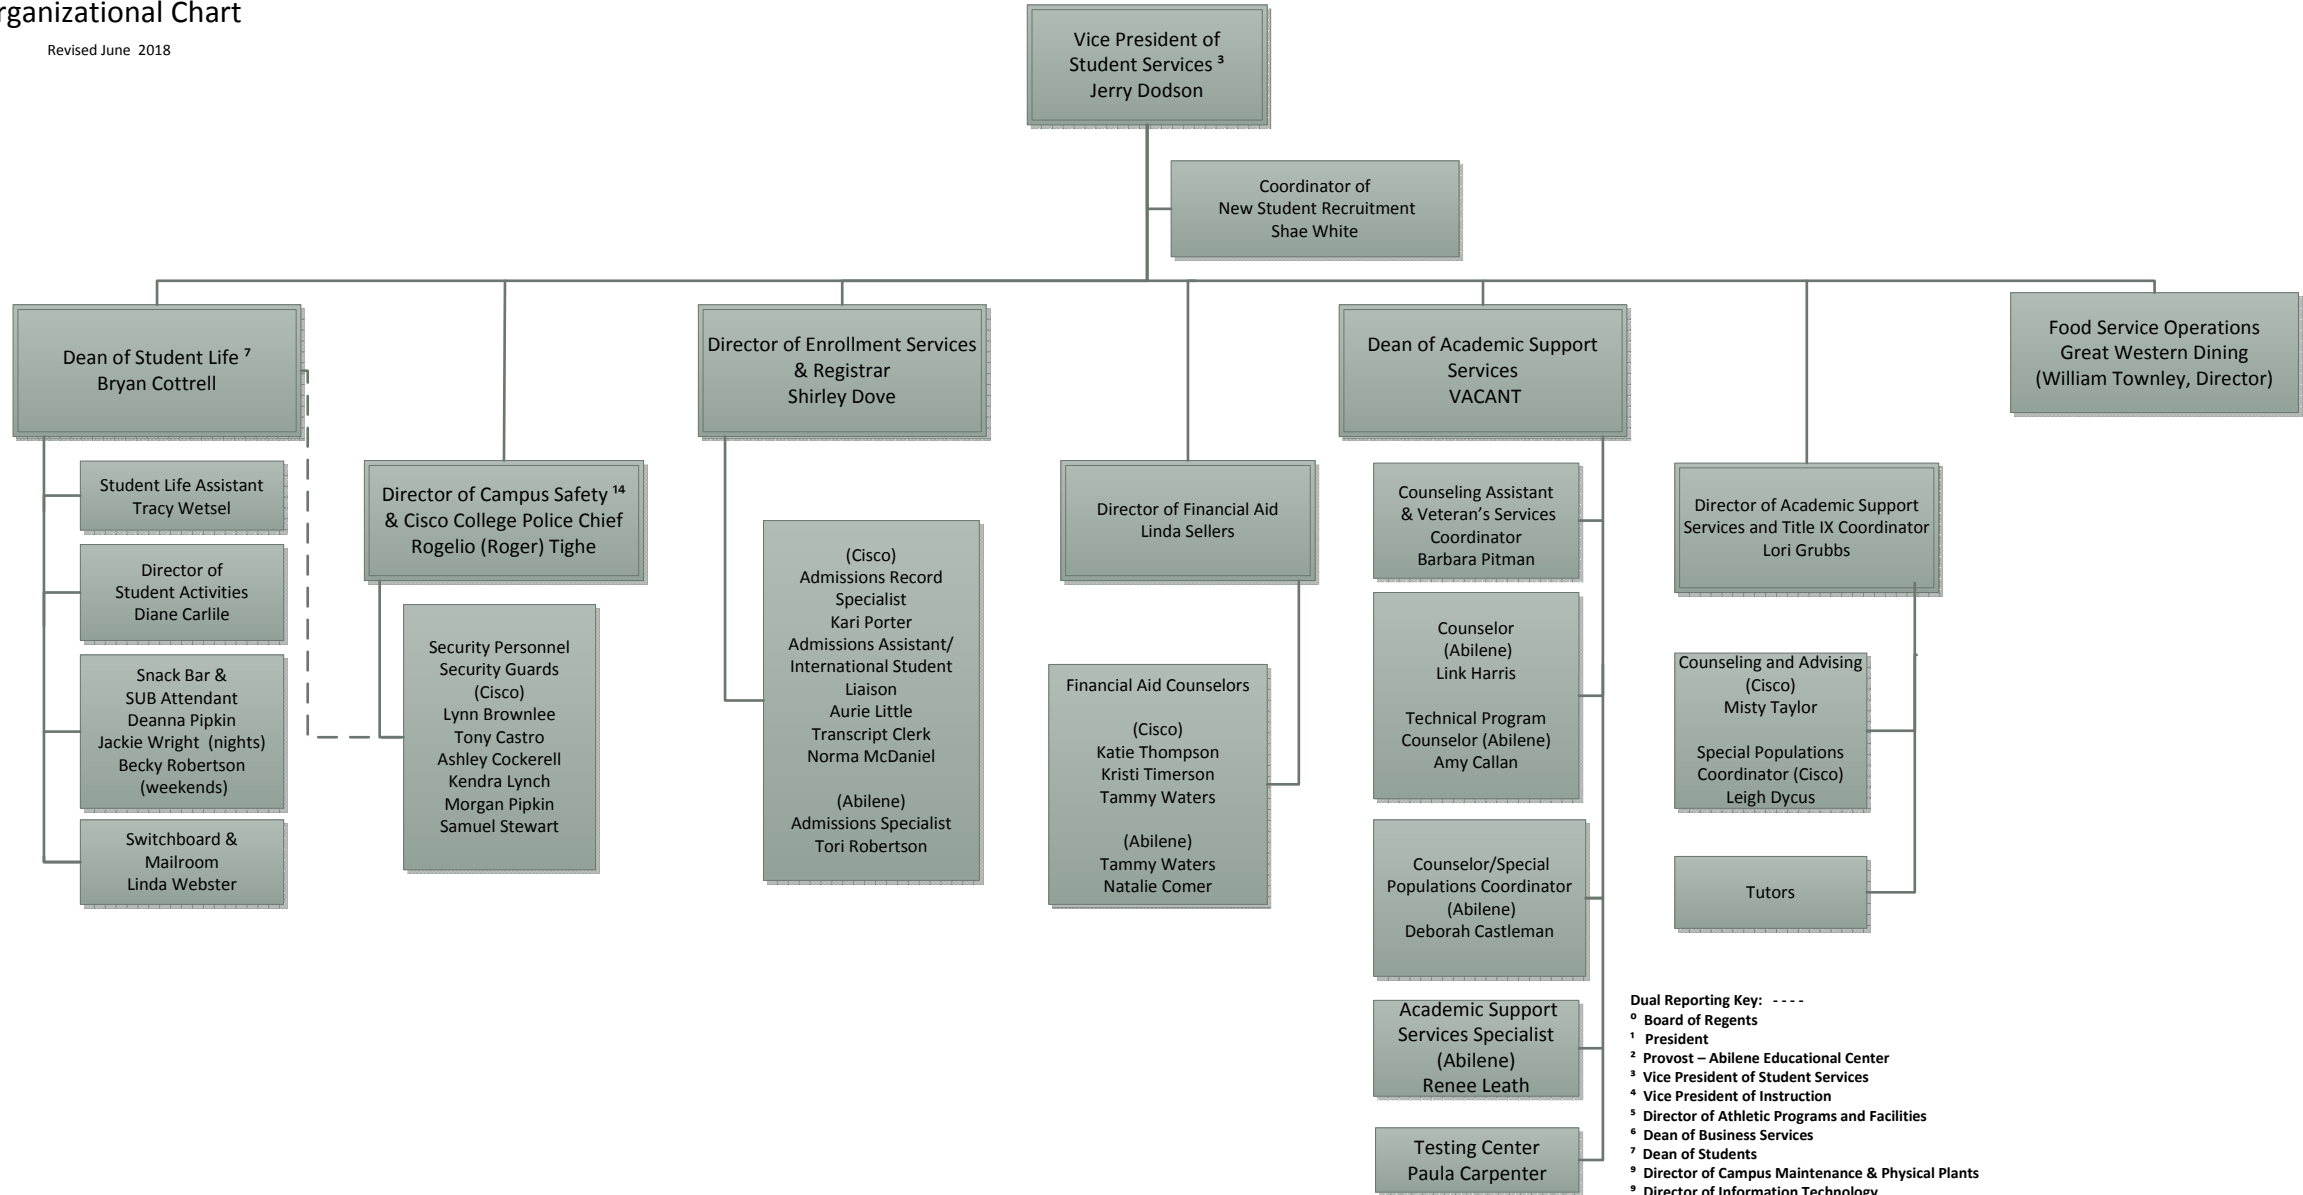 rganizational Chart
Revised June 2018
Vice President of
Student Services ³
Jerry Dodson
Coordinator of
New Student Recruitment
Shae White
Dean of Student Life ⁷
Bryan Cottrell
Student Life Assistant
Tracy Wetsel
Director of
Student Activities
Diane Carlile
Snack Bar &
SUB Attendant
Deanna Pipkin
Jackie Wright (nights)
Becky Robertson
(weekends)
Switchboard &
Mailroom
Linda Webster
Director of Campus Safety ¹⁴
& Cisco College Police Chief
Rogelio (Roger) Tighe
Security Personnel
Security Guards
(Cisco)
Lynn Brownlee
Tony Castro
Ashley Cockerell
Kendra Lynch
Morgan Pipkin
Samuel Stewart
Director of Enrollment Services
& Registrar
Shirley Dove
(Cisco)
Admissions Record
Specialist
Kari Porter
Admissions Assistant/
International Student
Liaison
Aurie Little
Transcript Clerk
Norma McDaniel
(Abilene)
Admissions Specialist
Tori Robertson
Director of Financial Aid
Linda Sellers
Financial Aid Counselors
(Cisco)
Katie Thompson
Kristi Timerson
Tammy Waters
(Abilene)
Tammy Waters
Natalie Comer
Dean of Academic Support
Services
VACANT
Counseling Assistant
& Veteran’s Services
Coordinator
Barbara Pitman
Counselor
(Abilene)
Link Harris
Technical Program
Counselor (Abilene)
Amy Callan
Counselor/Special
Populations Coordinator
(Abilene)
Deborah Castleman
Academic Support
Services Specialist
(Abilene)
Renee Leath
Testing Center
Paula Carpenter
Director of Academic Support
Services and Title IX Coordinator
Lori Grubbs
Counseling and Advising
(Cisco)
Misty Taylor
Special Populations
Coordinator (Cisco)
Leigh Dycus
Tutors
Food Service Operations
Great Western Dining
(William Townley, Director)
Dual Reporting Key: - - - -
⁰ Board of Regents
¹ President
² Provost – Abilene Educational Center
³ Vice President of Student Services
⁴ Vice President of Instruction
⁵ Director of Athletic Programs and Facilities
⁶ Dean of Business Services
⁷ Dean of Students
⁹ Director of Campus Maintenance & Physical Plants
⁹ Director of Information Technology